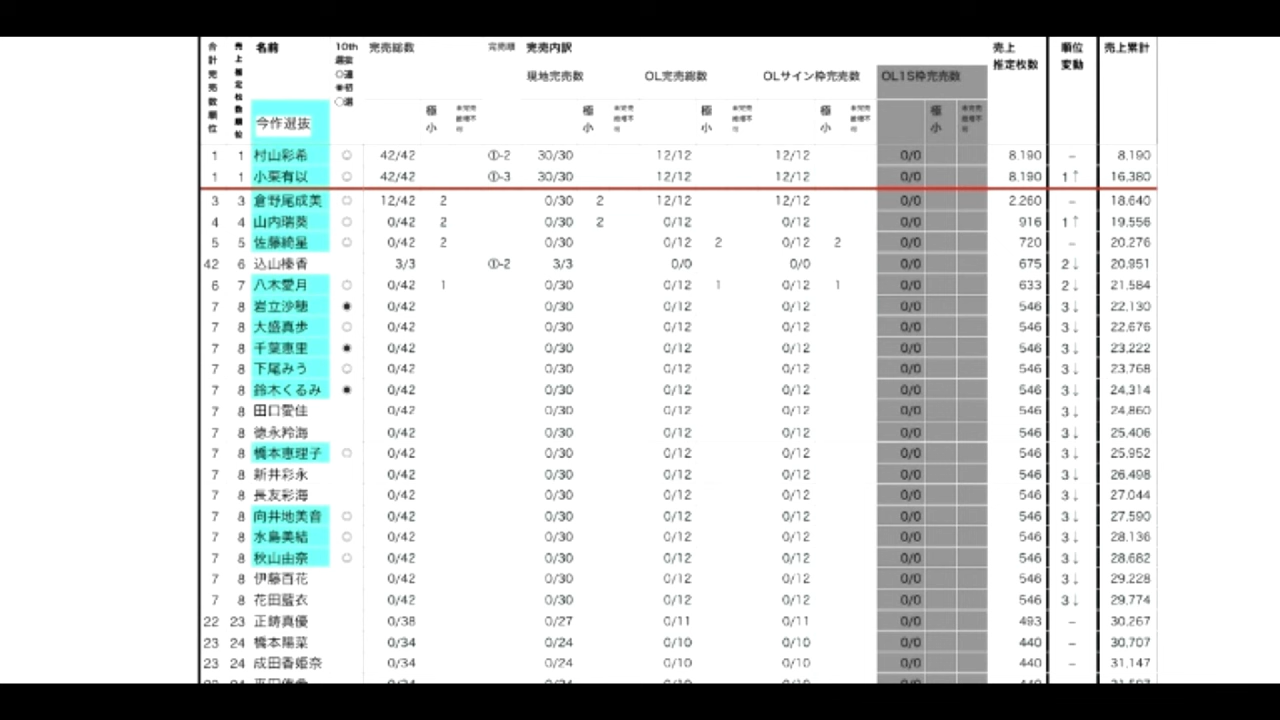 合計完売数順位 売上推定枚数順位 名前 10th選抜 完売総数 完売順 完売内訳 売上推定枚数 順位変動 売上累計
現地完売数 OL完売総数 OLサイン枠完売数 OL1S枠完売数
今作選抜 極小 極小 極小 極小 極小
1 1 村山彩希 ○ 42/42 ①-2 30/30 12/12 12/12 0/0 8.190 - 8.190
1 1 小栗有以 ○ 42/42 ①-3 30/30 12/12 12/12 0/0 8.190 1↑ 16.380
3 3 倉野尾成美 ○ 12/42 2 0/30 2 12/12 12/12 0/0 2.260 - 18.640
4 4 山内瑞葵 ○ 0/42 2 0/30 2 0/12 0/12 0/0 916 1↑ 19.556
5 5 佐藤綺星 ○ 0/42 2 0/30 0/12 2 0/12 2 0/0 720 - 20.276
42 6 込山榛香 3/3 ①-2 3/3 0/0 0/0 0/0 675 2↓ 20.951
6 7 八木愛月 ○ 0/42 1 0/30 0/12 1 0/12 1 0/0 633 2↓ 21.584
7 8 岩立沙穂 ◉ 0/42 0/30 0/12 0/12 0/0 546 3↓ 22.130
7 8 大盛真歩 ○ 0/42 0/30 0/12 0/12 0/0 546 3↓ 22.676
7 8 千葉恵里 ◉ 0/42 0/30 0/12 0/12 0/0 546 3↓ 23.222
7 8 下尾みう ○ 0/42 0/30 0/12 0/12 0/0 546 3↓ 23.768
7 8 鈴木くるみ ◉ 0/42 0/30 0/12 0/12 0/0 546 3↓ 24.314
7 8 田口愛佳 0/42 0/30 0/12 0/12 0/0 546 3↓ 24.860
7 8 徳永羚海 0/42 0/30 0/12 0/12 0/0 546 3↓ 25.406
7 8 橋本恵理子 ○ 0/42 0/30 0/12 0/12 0/0 546 3↓ 25.952
7 8 新井彩永 0/42 0/30 0/12 0/12 0/0 546 3↓ 26.498
7 8 長友彩海 0/42 0/30 0/12 0/12 0/0 546 3↓ 27.044
7 8 向井地美音 ○ 0/42 0/30 0/12 0/12 0/0 546 3↓ 27.590
7 8 水島美結 ○ 0/42 0/30 0/12 0/12 0/0 546 3↓ 28.136
7 8 秋山由奈 ○ 0/42 0/30 0/12 0/12 0/0 546 3↓ 28.682
7 8 伊藤百花 0/42 0/30 0/12 0/12 0/0 546 3↓ 29.228
7 8 花田藍衣 0/42 0/30 0/12 0/12 0/0 546 3↓ 29.774
22 23 正鋳真優 0/38 0/27 0/11 0/11 0/0 493 - 30.267
23 24 橋本陽菜 0/34 0/24 0/10 0/10 0/0 440 - 30.707
23 24 成田香姫奈 0/34 0/24 0/10 0/10 0/0 440 - 31.147